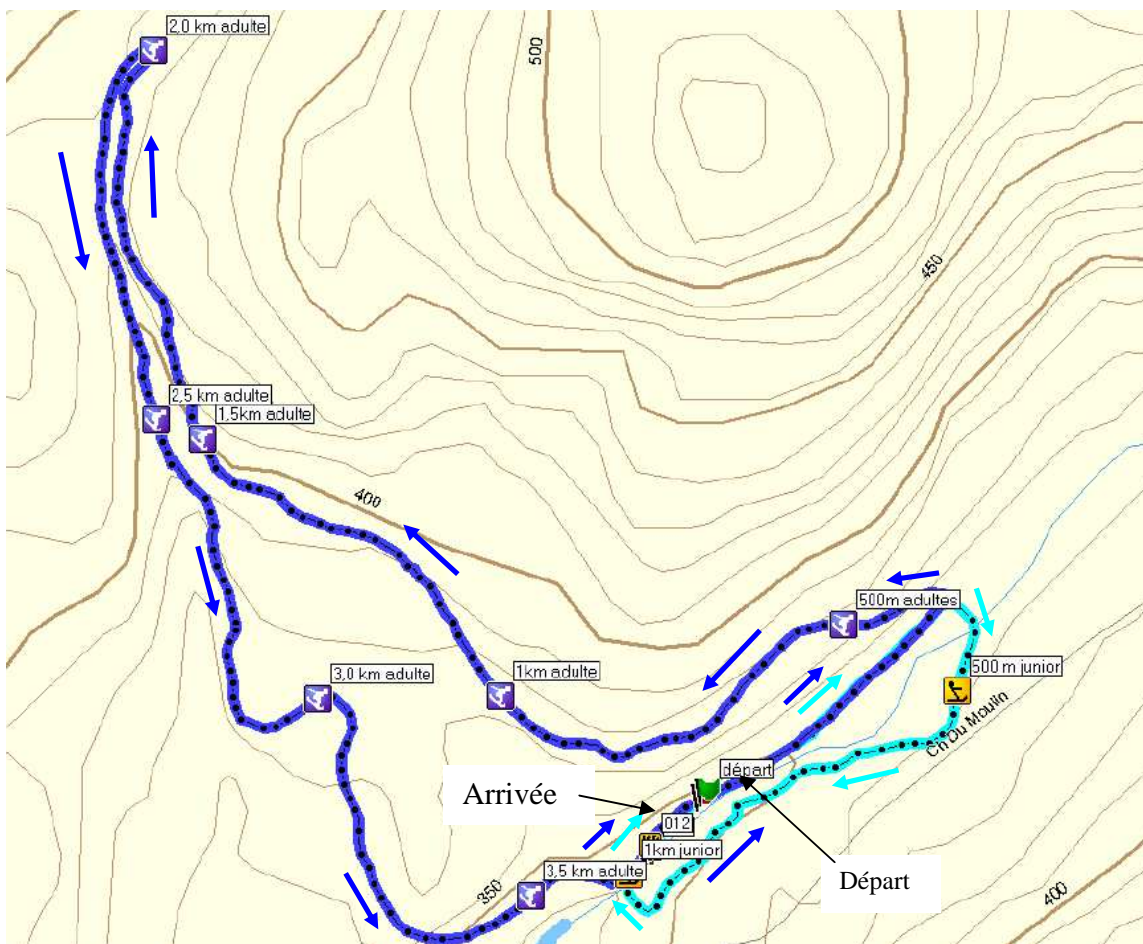 2,0 km adulte
500
450
2,5 km adulte
1,5km adulte
400
500m adultes
500 m junior
3,0 km adulte
1km adulte
Ch Du Moulin
départ
Arrivée
012
1km junior
3,5 km adulte
Départ
350
400